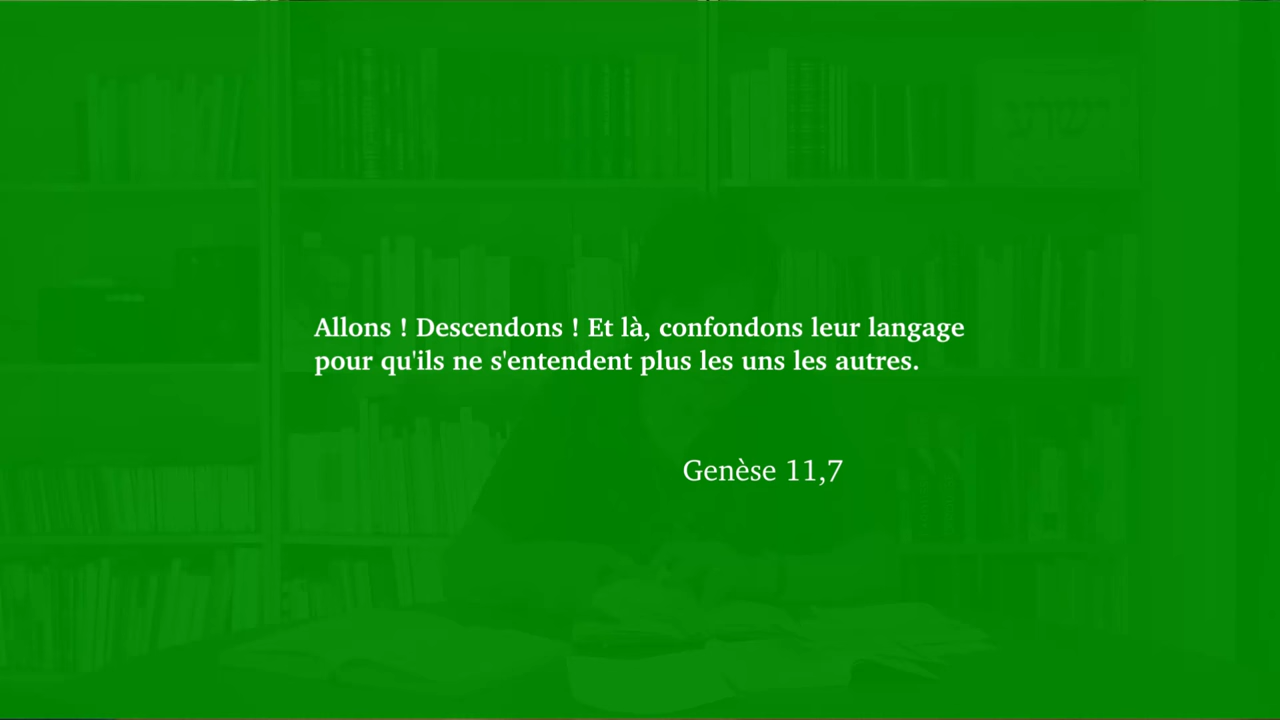 ישוע
Allons ! Descendons ! Et là, confondons leur langage
pour qu'ils ne s'entendent plus les uns les autres.
Genèse 11,7